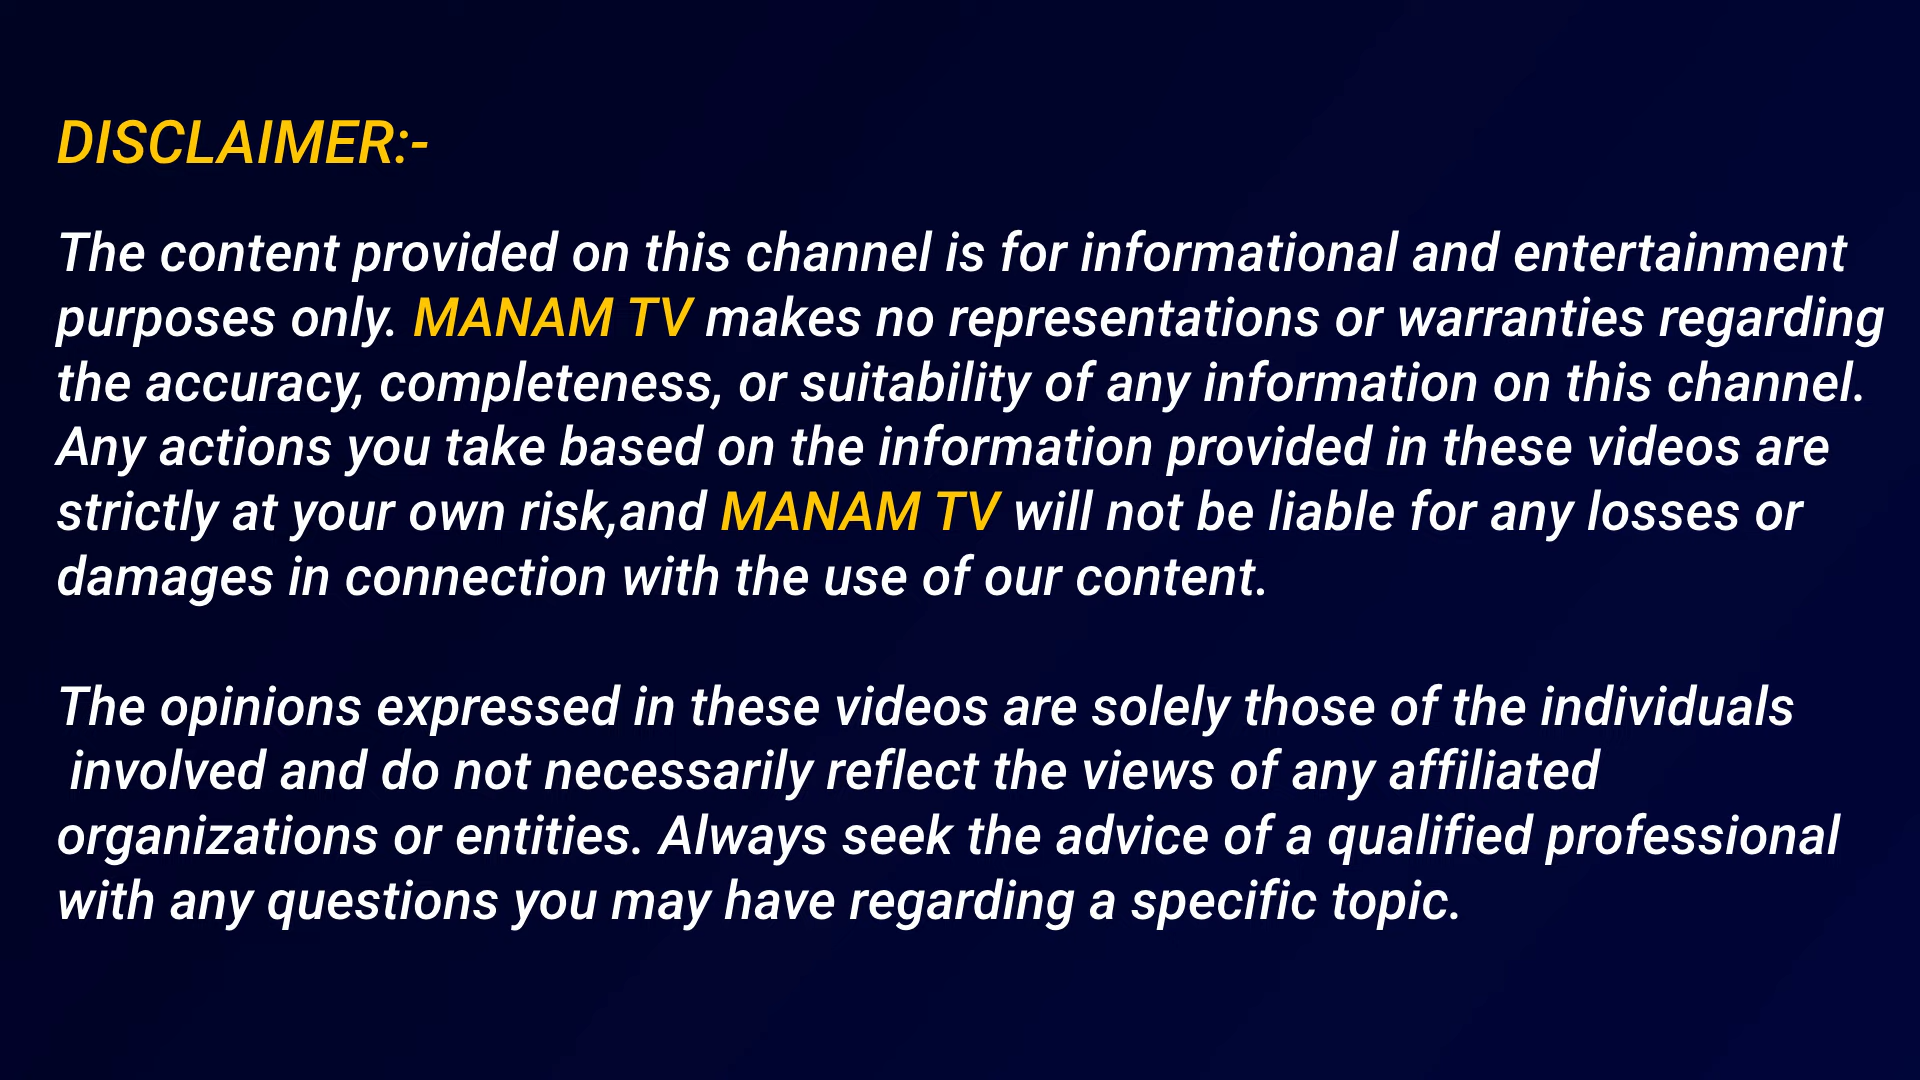 DISCLAIMER:-
The content provided on this channel is for informational and entertainment
purposes only. MANAM TV makes no representations or warranties regarding
the accuracy, completeness, or suitability of any information on this channel.
Any actions you take based on the information provided in these videos are
strictly at your own risk,and MANAM TV will not be liable for any losses or
damages in connection with the use of our content.
The opinions expressed in these videos are solely those of the individuals
involved and do not necessarily reflect the views of any affiliated
organizations or entities. Always seek the advice of a qualified professional
with any questions you may have regarding a specific topic.